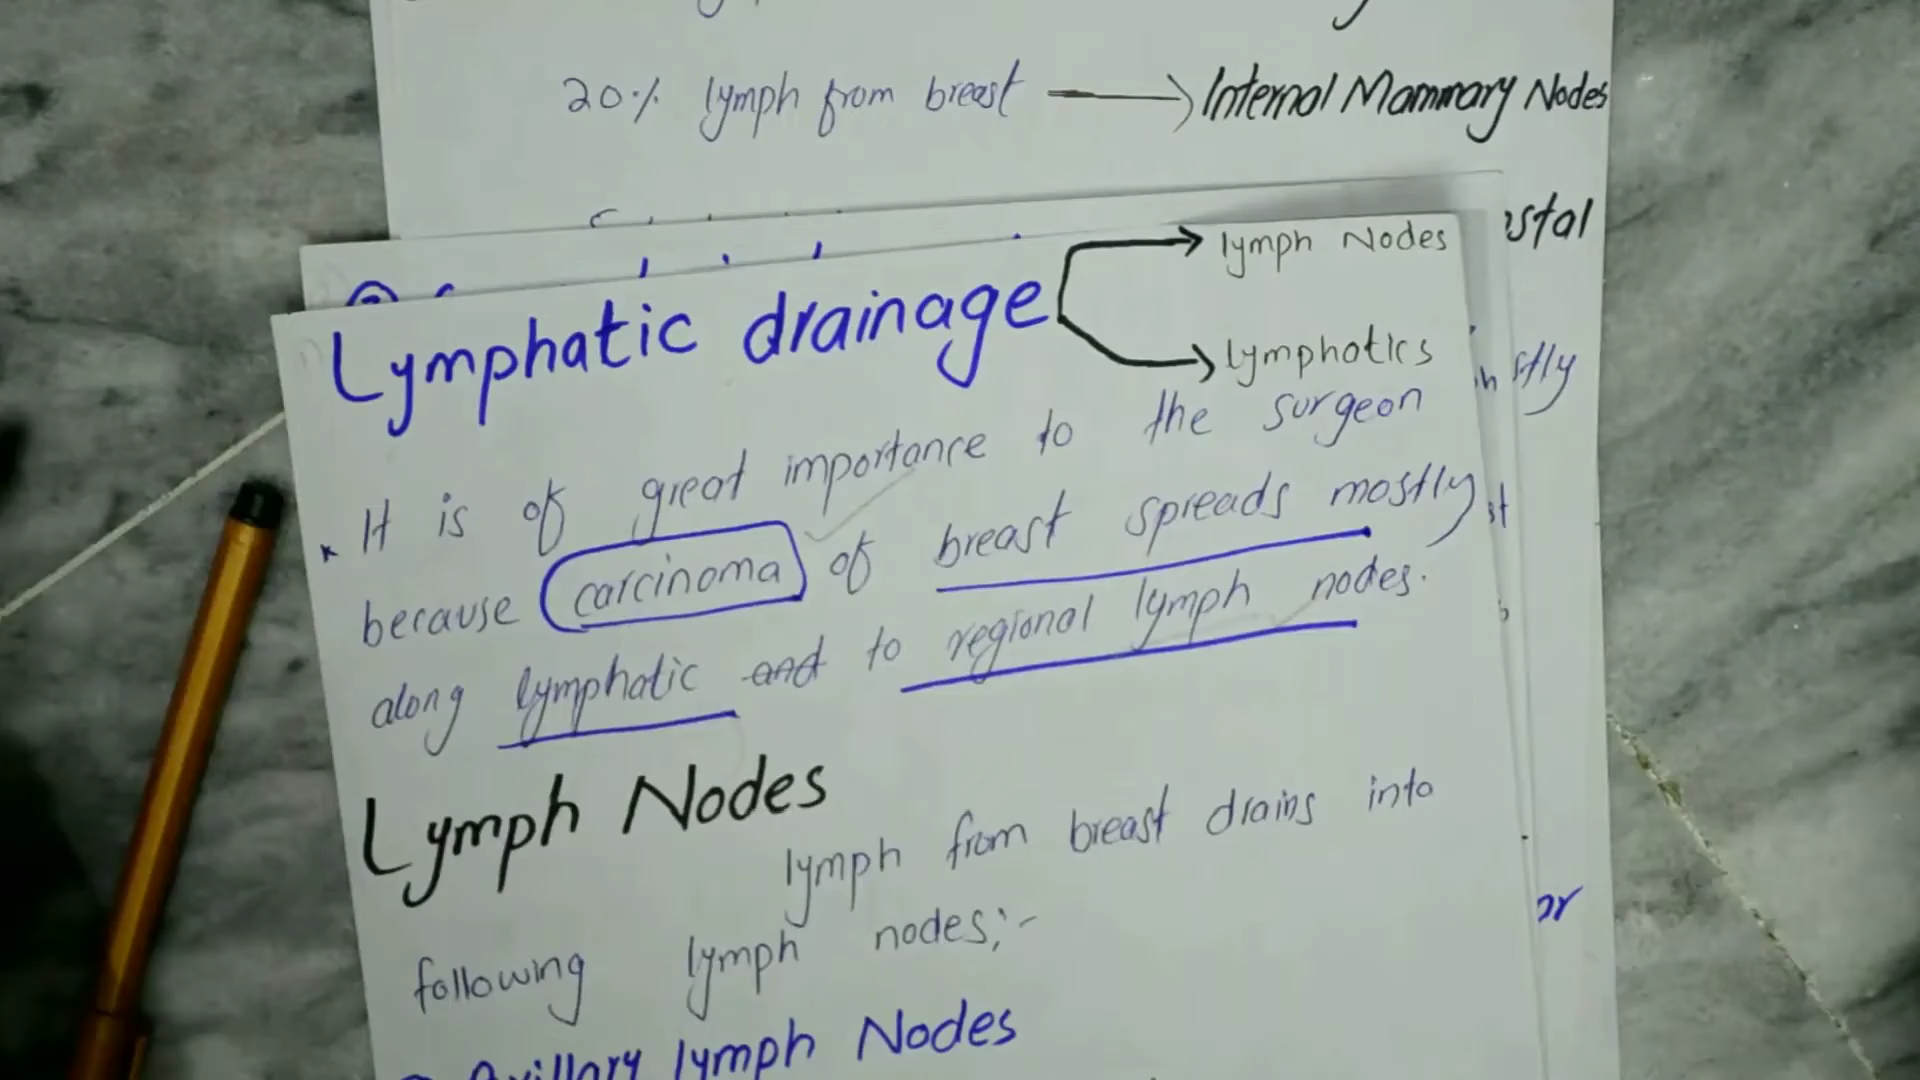 20% lymph from breast → Internal Mammary Nodes
Lymphatic drainage
→ lymph Nodes
→ lymphotics
It is of great importance to the surgeon
because carcinoma of breast spreads mostly
along lymphatic and to regional lymph nodes.
Lymph Nodes
lymph from breast drains into
following lymph nodes;-
Axillary lymph Nodes